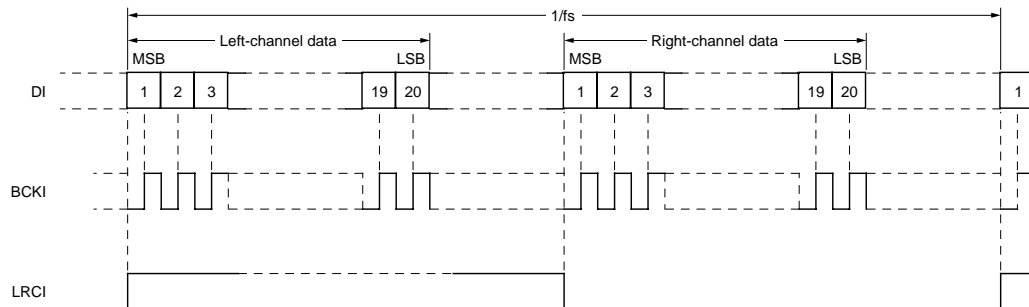 1/fs
Left-channel data Right-channel data
MSB LSB MSB LSB
DI 1 2 3 19 20 1 2 3 19 20 1
BCKI
LRCI